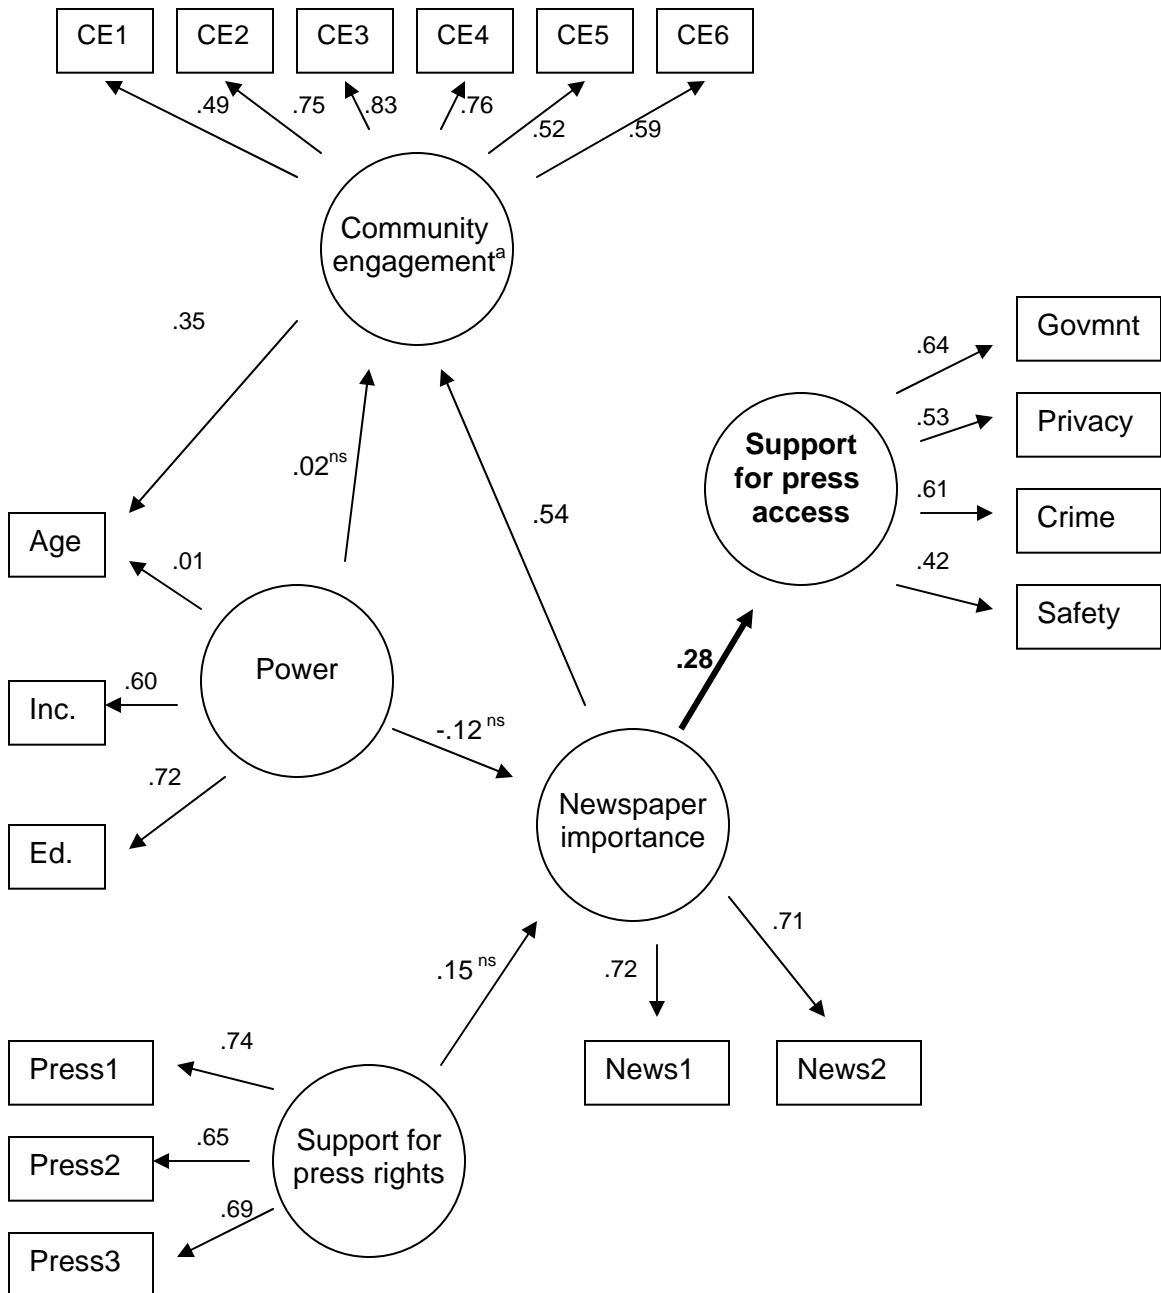 CE1 CE2 CE3 CE4 CE5 CE6
.49 .75 .83 .76 .52 .59
Community
engagementᵃ
.35
Govmnt
.64
Privacy
.53
Support
for press
access
.02ⁿˢ
.61
Crime
.54
Age
.01
.42
Safety
Power
.28
.60
Inc.
-.12 ⁿˢ
.72
Newspaper
importance
Ed.
.71
.15 ⁿˢ
.72
.74
Press1
News1 News2
.65
Press2
Support for
press rights
.69
Press3